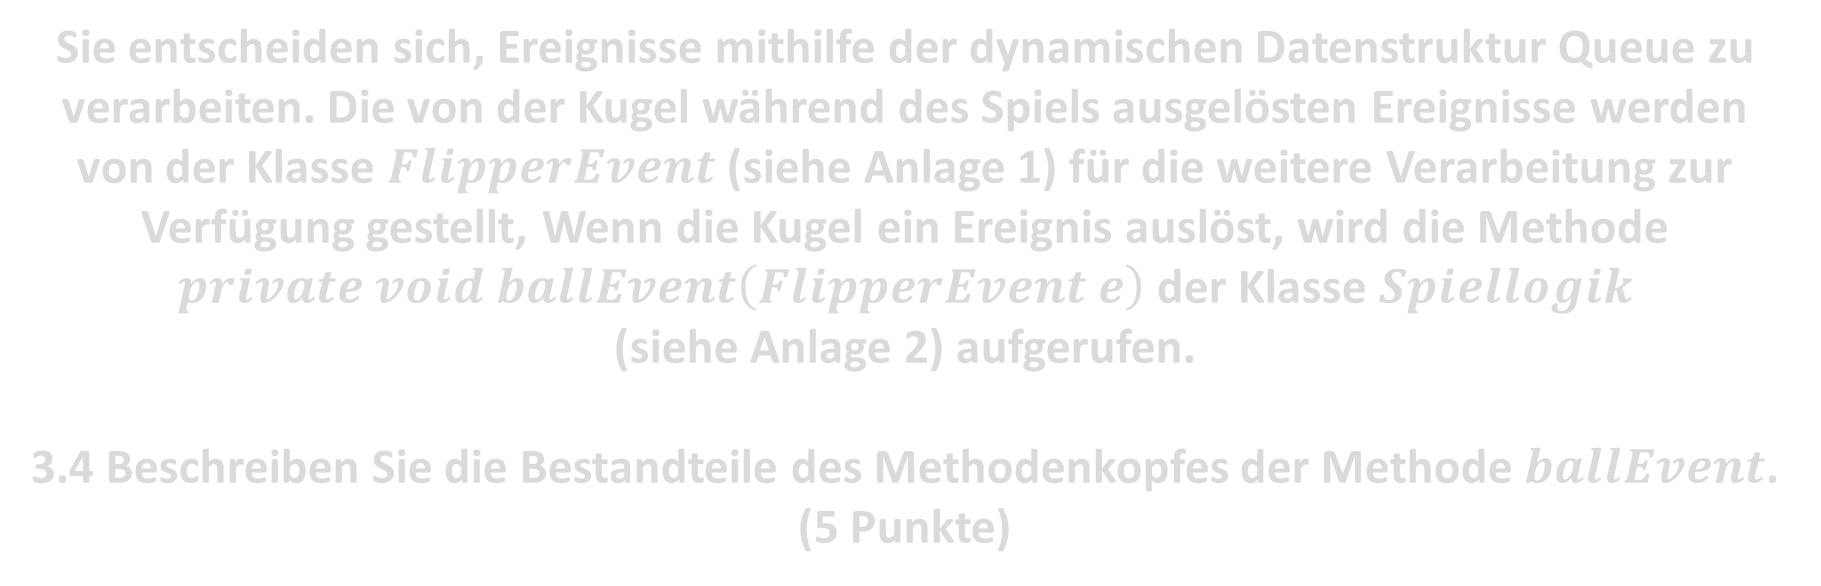 Sie entscheiden sich, Ereignisse mithilfe der dynamischen Datenstruktur Queue zu
verarbeiten. Die von der Kugel während des Spiels ausgelösten Ereignisse werden
von der Klasse FlipperEvent (siehe Anlage 1) für die weitere Verarbeitung zur
Verfügung gestellt, Wenn die Kugel ein Ereignis auslöst, wird die Methode
private void ballEvent(FlipperEvent e) der Klasse Spiellogik
(siehe Anlage 2) aufgerufen.
3.4 Beschreiben Sie die Bestandteile des Methodenkopfes der Methode ballEvent.
(5 Punkte)